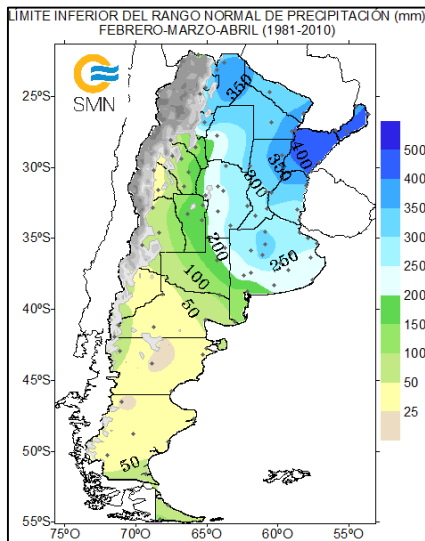 LÍMITE INFERIOR DEL RANGO NORMAL DE PRECIPITACIÓN (mm)
FEBRERO-MARZO-ABRIL (1981-2010)
SMN
25°S
30°S
35°S
40°S
45°S
50°S
55°S
75°O
70°O
65°O
60°O
55°O
350
400
350
300
200
250
100
50
50
500
400
350
300
250
200
150
100
50
25